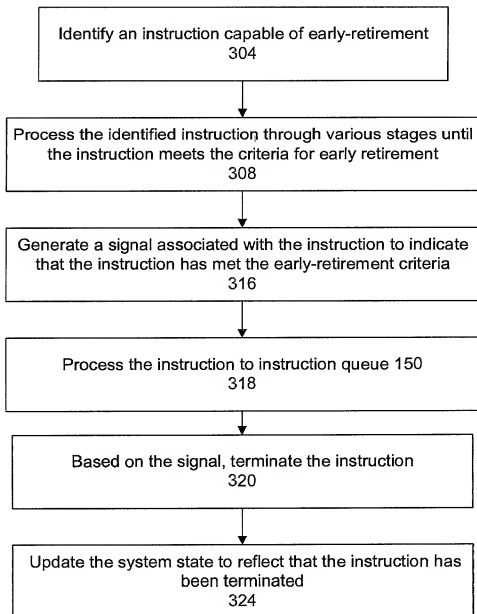 Identify an instruction capable of early-retirement
304
Process the identified instruction through various stages until
the instruction meets the criteria for early retirement
308
Generate a signal associated with the instruction to indicate
that the instruction has met the early-retirement criteria
316
Process the instruction to instruction queue 150
318
Based on the signal, terminate the instruction
320
Update the system state to reflect that the instruction has
been terminated
324